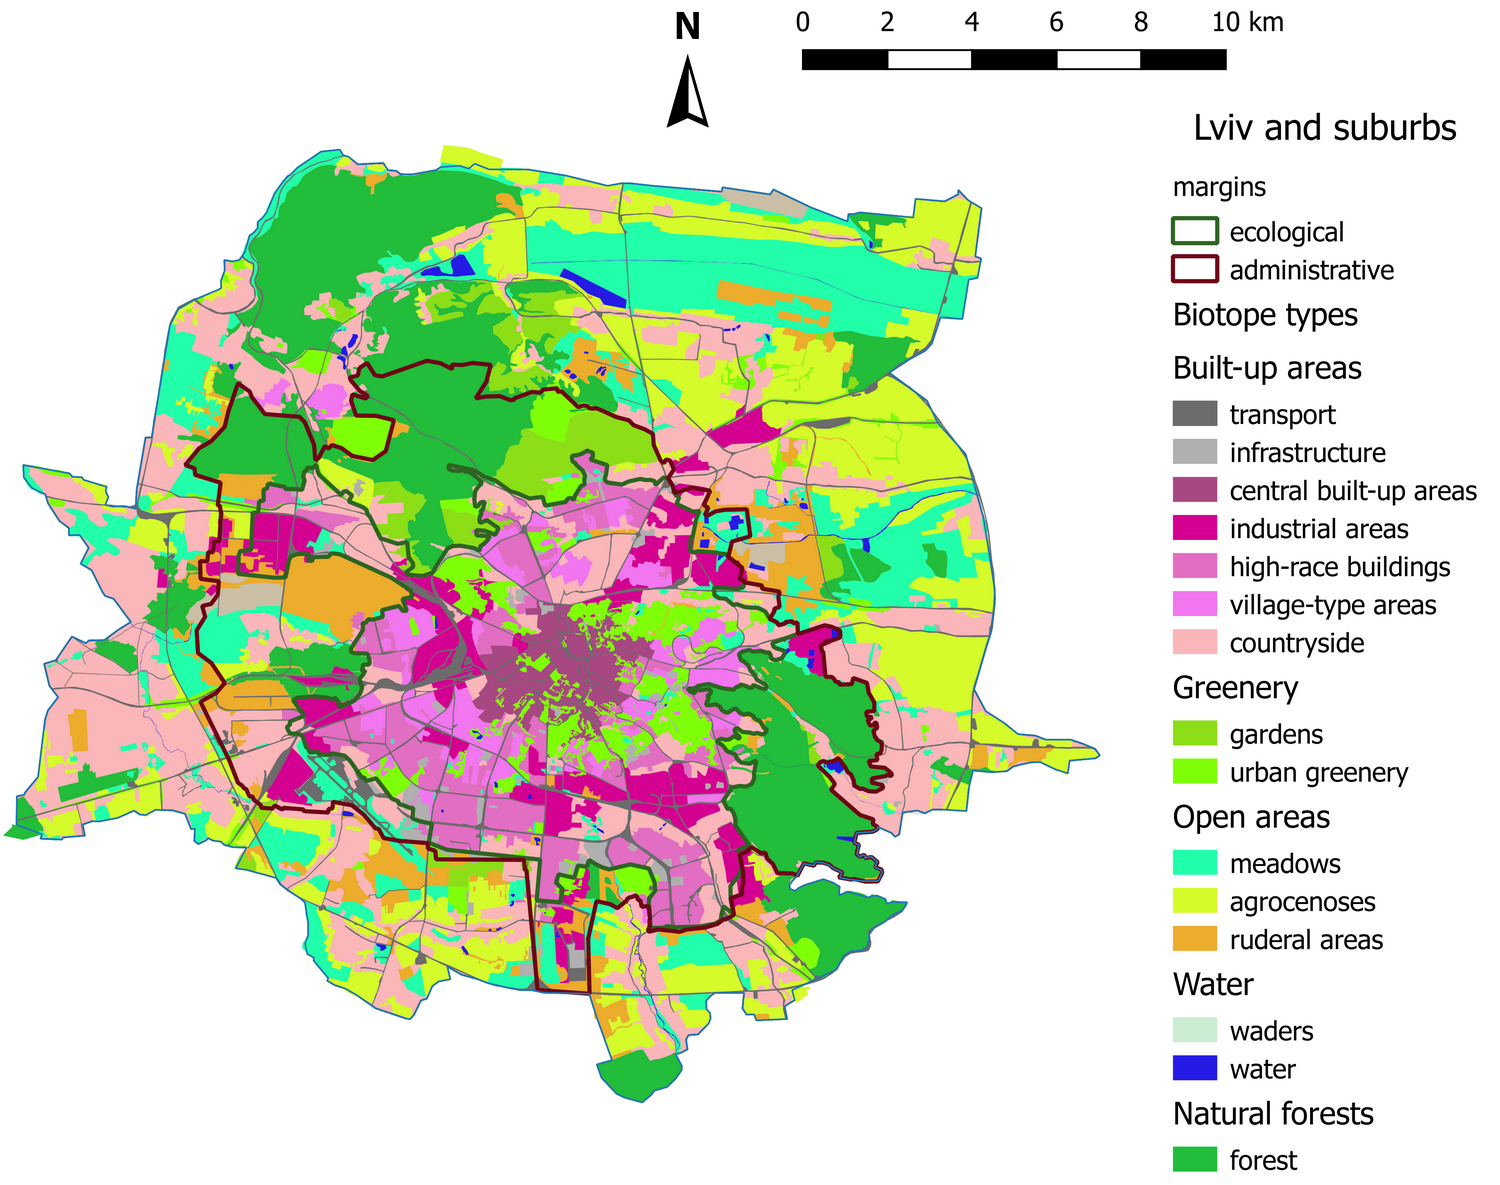 N
0 2 4 6 8 10 km
Lviv and suburbs
margins
ecological
administrative
Biotope types
Built-up areas
transport
infrastructure
central built-up areas
industrial areas
high-race buildings
village-type areas
countryside
Greenery
gardens
urban greenery
Open areas
meadows
agrocenoses
ruderal areas
Water
waders
water
Natural forests
forest